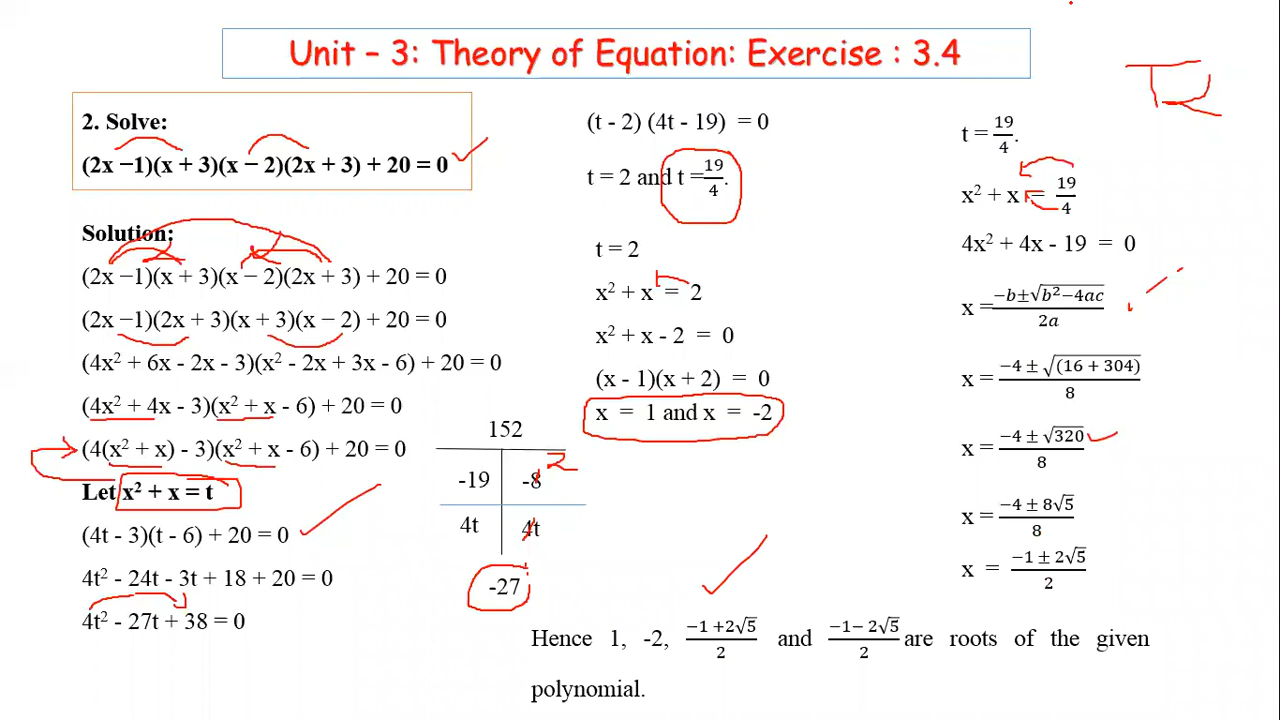 Unit – 3: Theory of Equation: Exercise : 3.4
2. Solve:
(2x −1)(x + 3)(x − 2)(2x + 3) + 20 = 0
Solution:
(2x −1)(x + 3)(x − 2)(2x + 3) + 20 = 0
(2x −1)(2x + 3)(x + 3)(x − 2) + 20 = 0
(4x² + 6x - 2x - 3)(x² - 2x + 3x - 6) + 20 = 0
(4x² + 4x - 3)(x² + x - 6) + 20 = 0
(4(x² + x) - 3)(x² + x - 6) + 20 = 0
Let x² + x = t
(4t - 3)(t - 6) + 20 = 0
4t² - 24t - 3t + 18 + 20 = 0
4t² - 27t + 38 = 0
152
-19 -8 2
4t 4t
-27
(t - 2) (4t - 19) = 0
t = 2 and t = 19/4.
t = 2
x² + x = 2
x² + x - 2 = 0
(x - 1)(x + 2) = 0
x = 1 and x = -2
t = 19/4.
x² + x = 19/4
4x² + 4x - 19 = 0
x = (−b±√(b²−4ac))/2a
x = (−4 ± √(16 + 304))/8
x = (−4 ± √320)/8
x = (−4 ± 8√5)/8
x = (−1 ± 2√5)/2
Hence 1, -2, (−1 +2√5)/2 and (−1− 2√5)/2 are roots of the given
polynomial.